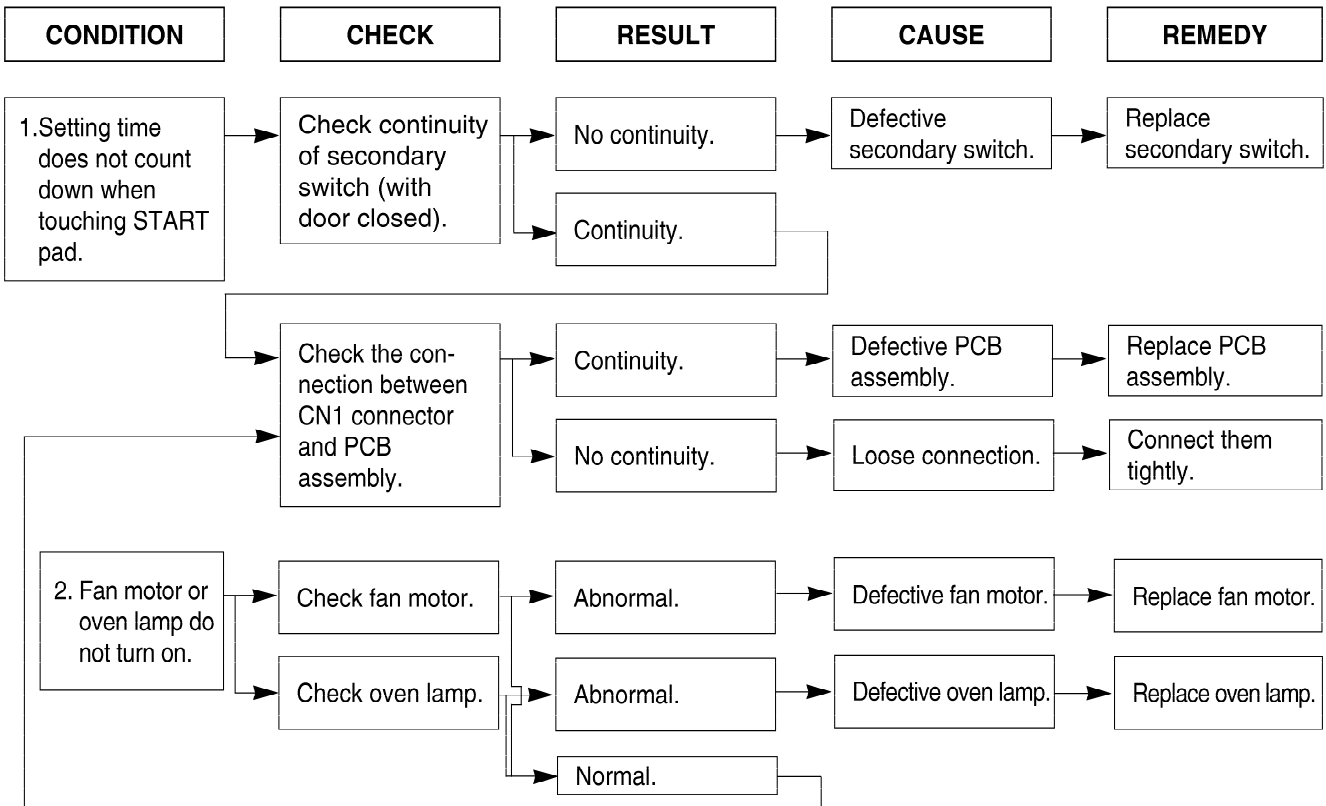 CONDITION
CHECK
RESULT
CAUSE
REMEDY
1.Setting time
does not count
down when
touching START
pad.
Check continuity
of secondary
switch (with
door closed).
No continuity.
Defective
secondary switch.
Replace
secondary switch.
Continuity.
Check the con-
nection between
CN1 connector
and PCB
assembly.
Continuity.
Defective PCB
assembly.
Replace PCB
assembly.
No continuity.
Loose connection.
Connect them
tightly.
2. Fan motor or
oven lamp do
not turn on.
Check fan motor.
Abnormal.
Defective fan motor.
Replace fan motor.
Check oven lamp.
Abnormal.
Defective oven lamp.
Replace oven lamp.
Normal.